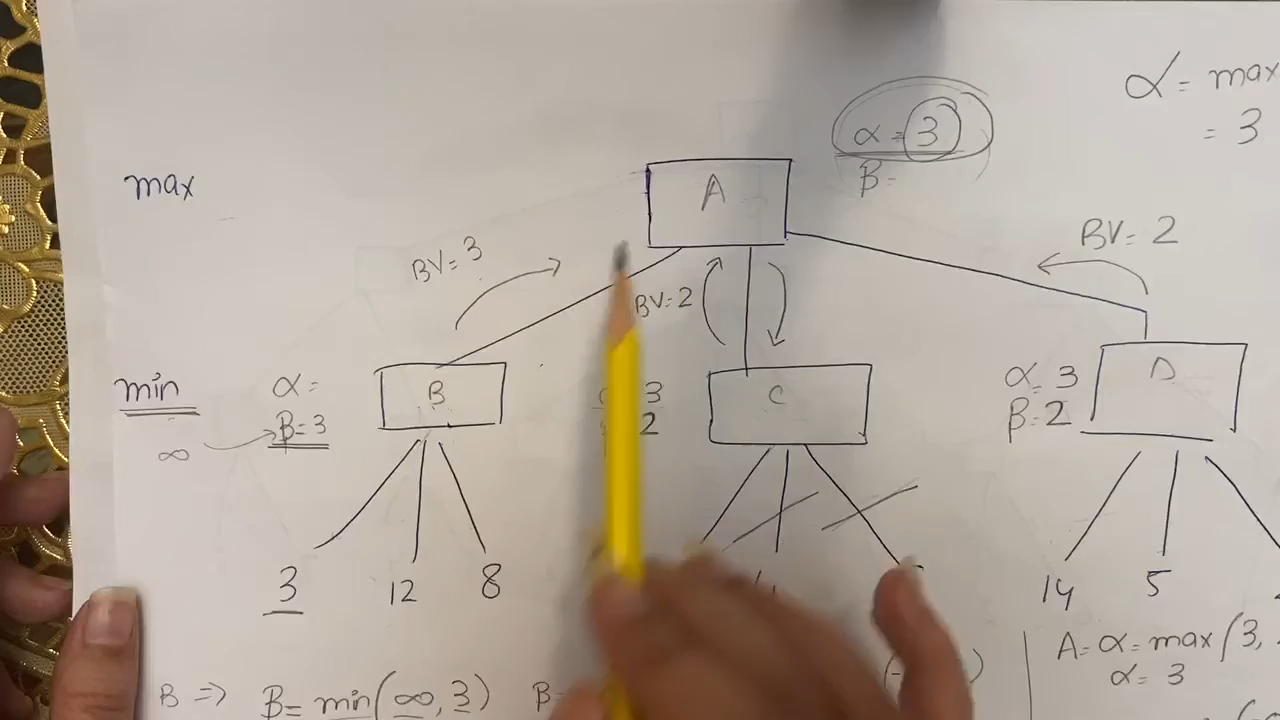 α = max
= 3
α = 3
β =
max
A
BV = 3
BV = 2
BV = 2
min
α =
β = 3
∞
B
3
2
C
α = 3
β = 2
D
3
12
8
14
5
B => B = min(∞, 3)
A = α = max(3,
α = 3